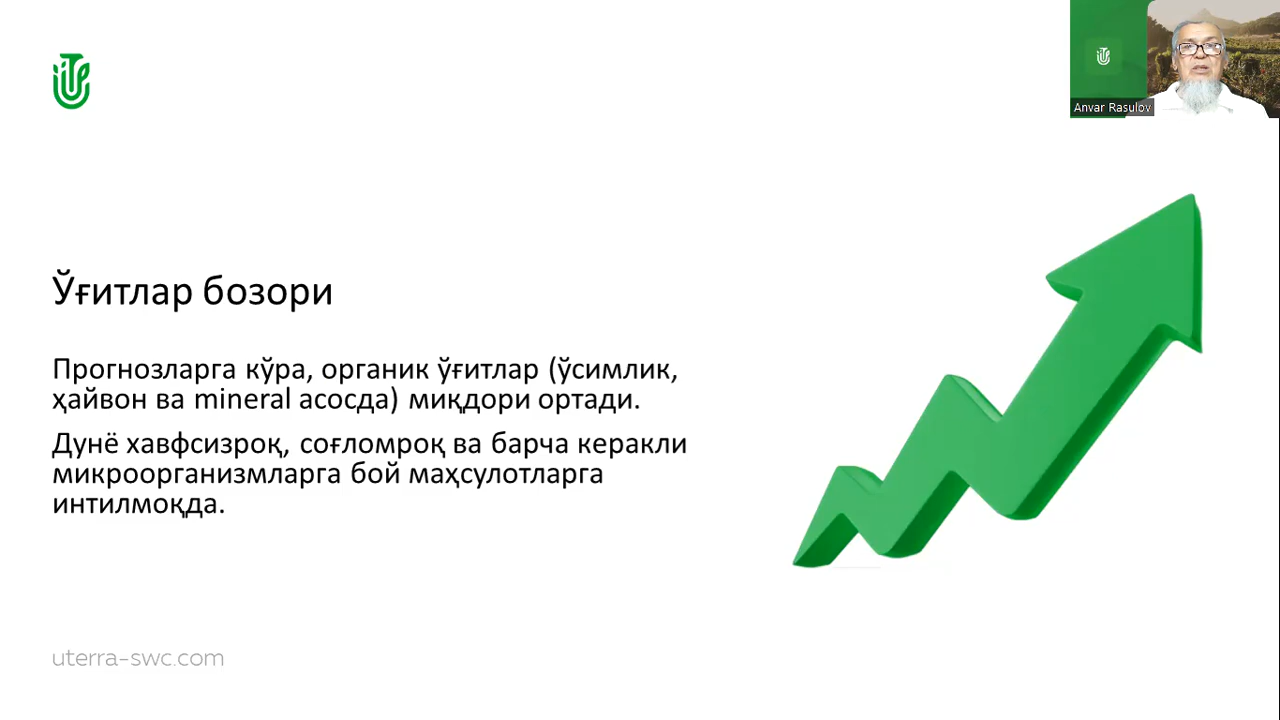 Anvar Rasulov
Ўғитлар бозори
Прогнозларга кўра, органик ўғитлар (ўсимлик,
ҳайвон ва mineral асосда) миқдори ортади.
Дунё хавфсизроқ, соғломроқ ва барча керакли
микроорганизмларга бой маҳсулотларга
интилмоқда.
uterra-swc.com